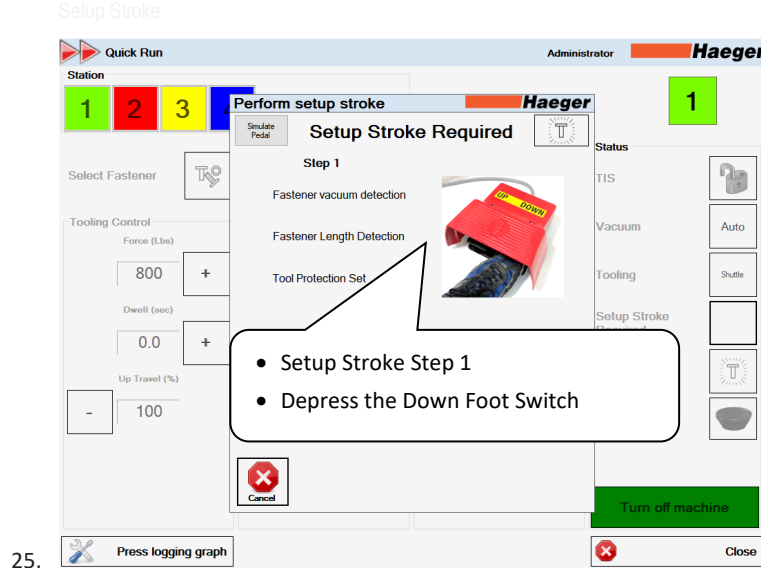 Setup Stroke
Quick Run
Administrator
Haeger
Station
1
2
3
4
1
Perform setup stroke
Haeger
Simulate
Pedal
Setup Stroke Required
Step 1
Fastener vacuum detection
Fastener Length Detection
Tool Protection Set
UP
DOWN
Select Fastener
Tooling Control
Force (Lbs)
800
+
Dwell (sec)
0.0
+
Up Travel (%)
-
100
Status
TIS
Vacuum
Auto
Tooling
Shuttle
Setup Stroke
Required
• Setup Stroke Step 1
• Depress the Down Foot Switch
Cancel
Turn off machine
25.
Press logging graph
Close